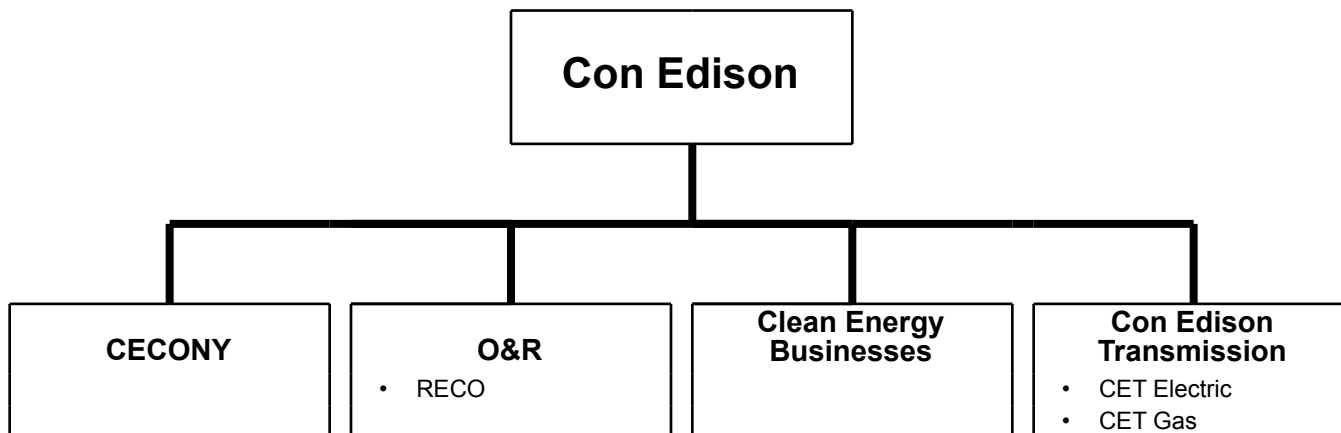 Con Edison
CECONY
O&R
• RECO
Clean Energy
Businesses
Con Edison
Transmission
• CET Electric
• CET Gas